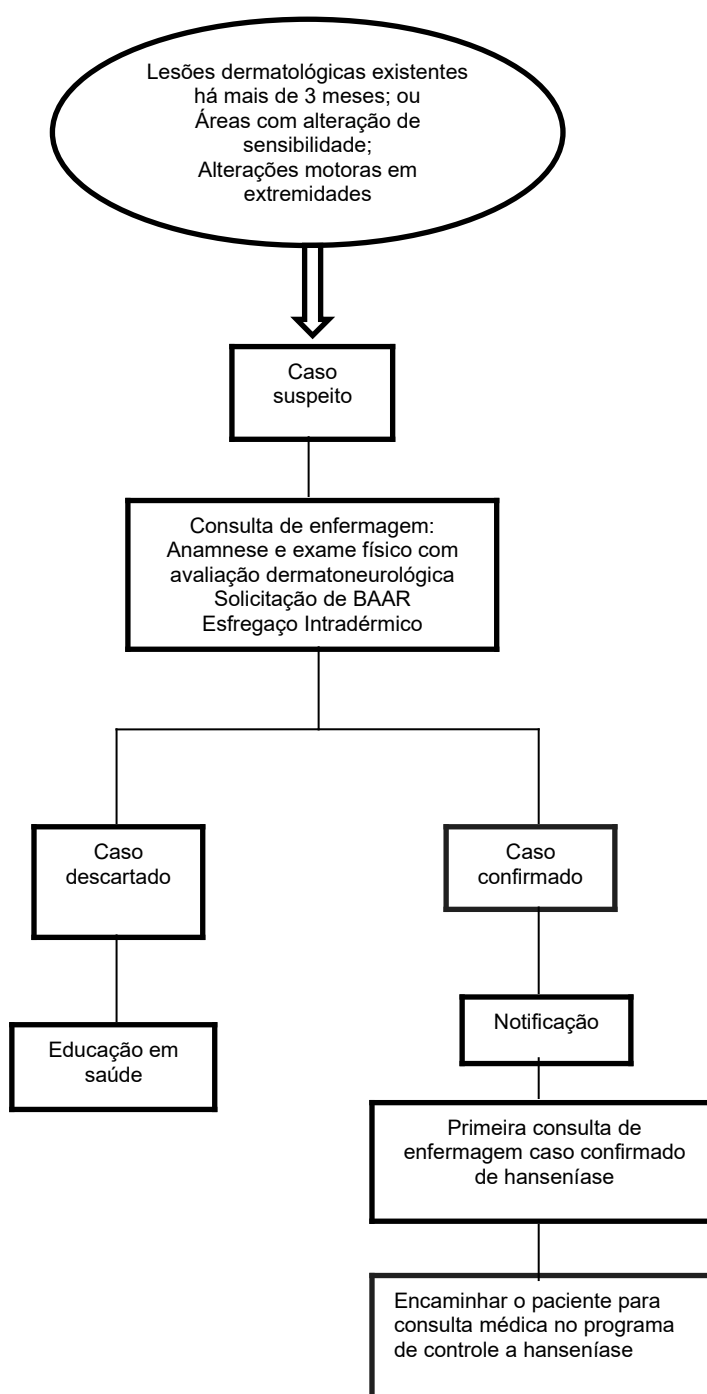 Lesões dermatológicas existentes
há mais de 3 meses; ou
Áreas com alteração de
sensibilidade;
Alterações motoras em
extremidades
Caso
suspeito
Consulta de enfermagem:
Anamnese e exame físico com
avaliação dermatoneurológica
Solicitação de BAAR
Esfregaço Intradérmico
Caso
descartado
Caso
confirmado
Educação em
saúde
Notificação
Primeira consulta de
enfermagem caso confirmado
de hanseníase
Encaminhar o paciente para
consulta médica no programa
de controle a hanseníase